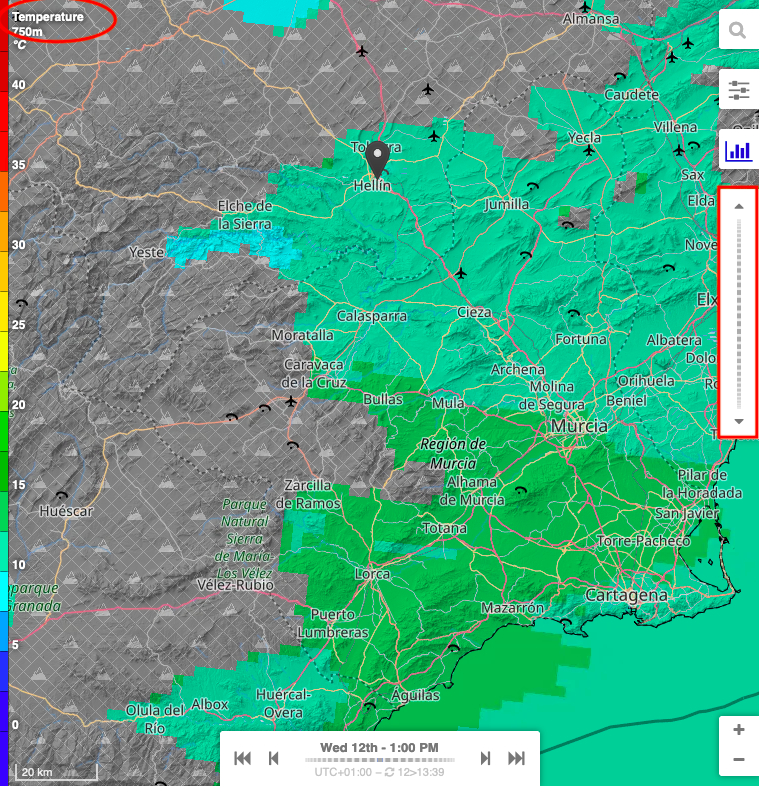 Temperature
750m
°C
40
35
30
25
20
15
10
5
0
Almansa
Caudete
Villena
Yecla
Sax
Hellín
Jumilla
Elda
Elche de
la Sierra
Yeste
Nove
Elx
Calasparra
Cieza
Moratalla
Fortuna
Albatera
Dolo
Caravaca
de la Cruz
Archena
Molina
de Segura
Orihuela
Beniel
Bullas
Mula
Murcia
Región de
Murcia
Alhama
de Murcia
Pilar de
la Horadada
Zarcilla
de Ramos
San Javier
Huéscar
Parque
Natural
Sierra
de María-
Los Vélez
Totana
Torre-Pacheco
Lorca
Vélez-Rubio
Cartagena
parque
Granada
Mazarrón
Puerto
Lumbreras
Águilas
Huércal-
Overa
Albox
Olula del
Río
Wed 12th - 1:00 PM
UTC+01:00 – 12>13:39
20 km
+
−